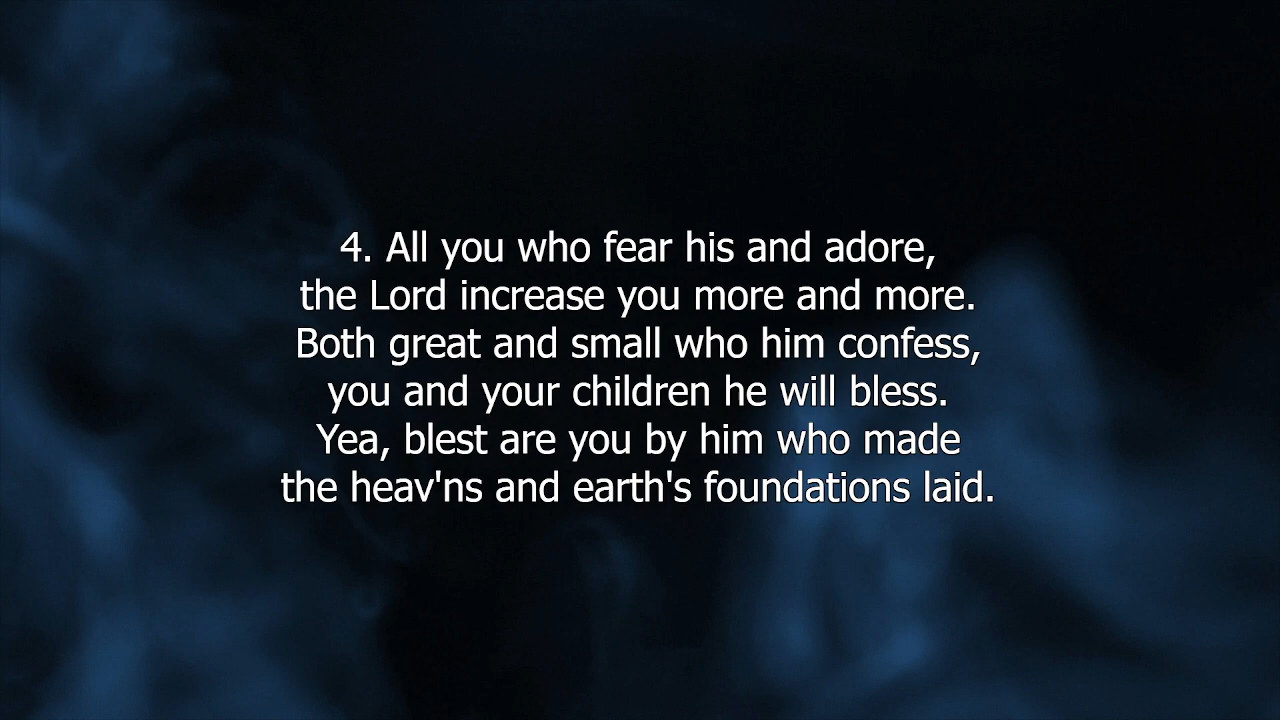 4. All you who fear his and adore,
the Lord increase you more and more.
Both great and small who him confess,
you and your children he will bless.
Yea, blest are you by him who made
the heav'ns and earth's foundations laid.